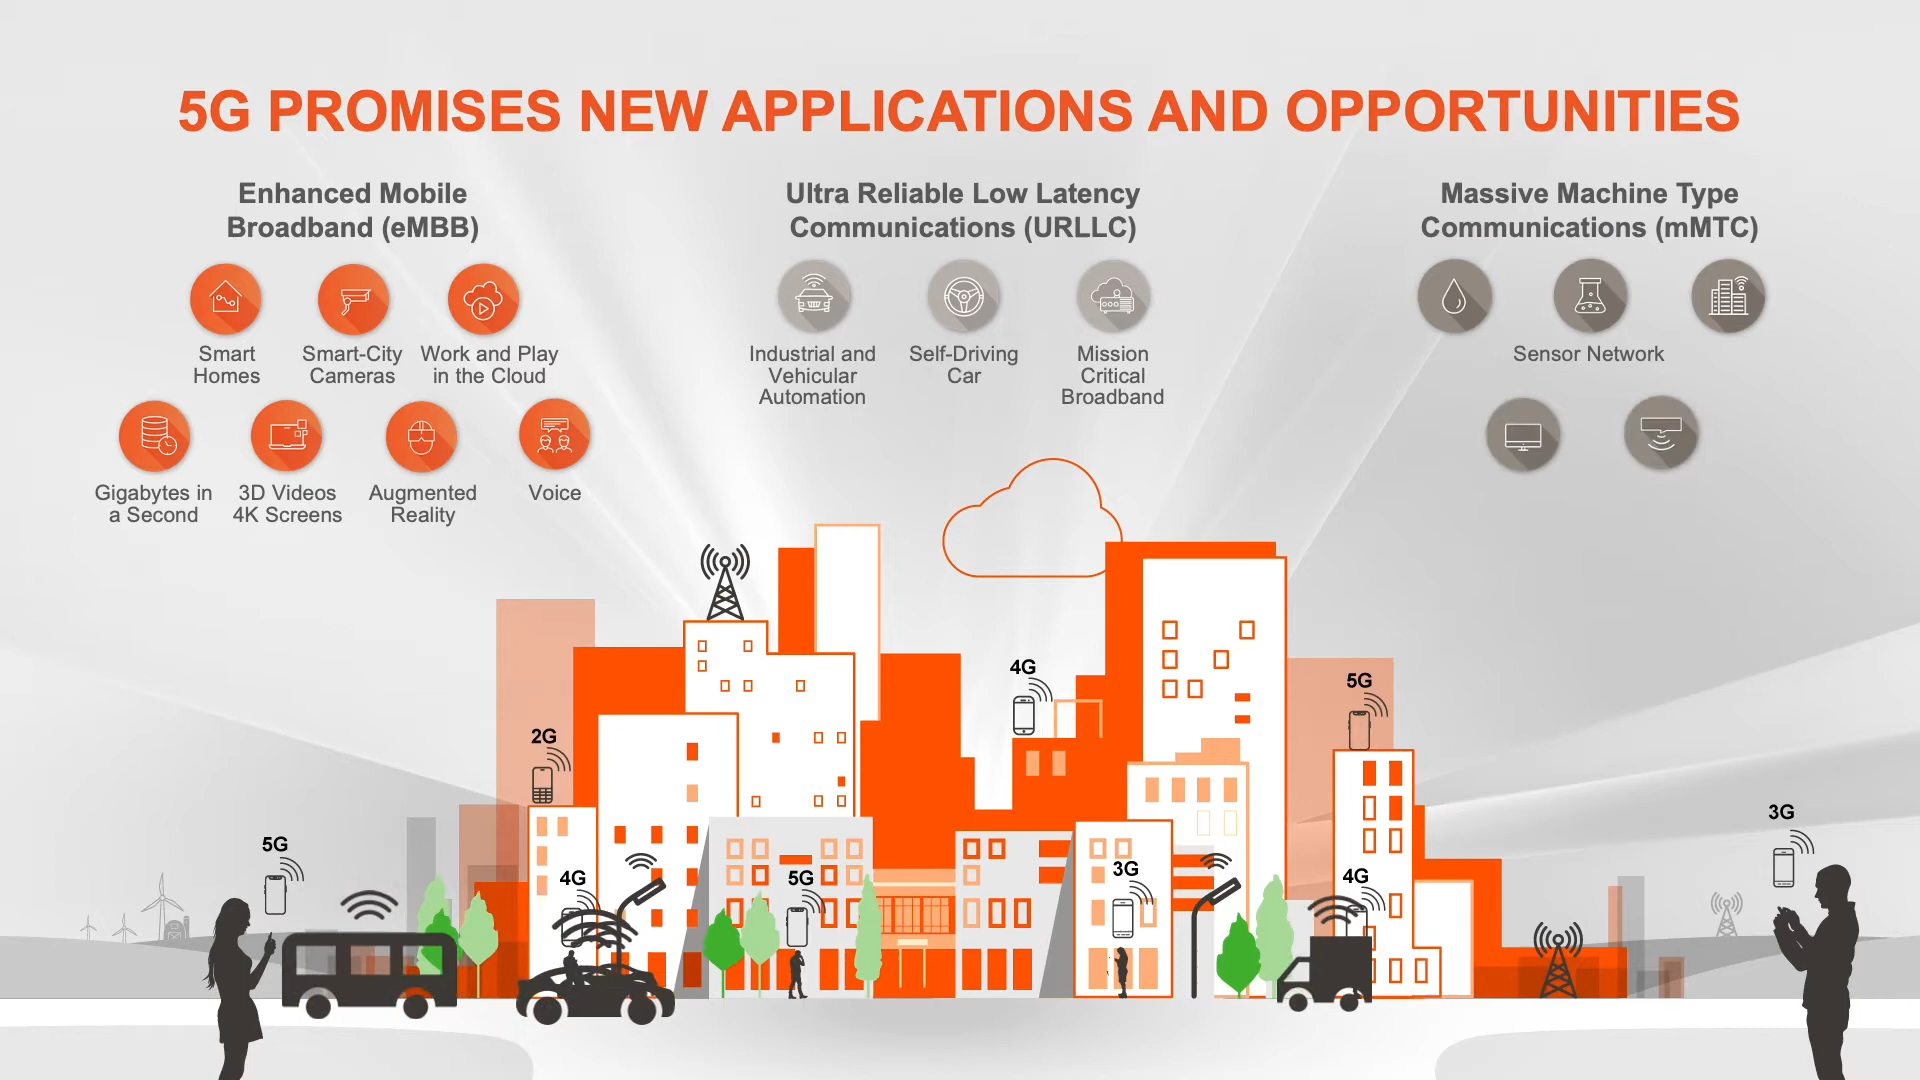 5G PROMISES NEW APPLICATIONS AND OPPORTUNITIES
Enhanced Mobile
Broadband (eMBB)
Smart
Homes
Smart-City
Cameras
Work and Play
in the Cloud
Gigabytes in
a Second
3D Videos
4K Screens
Augmented
Reality
Voice
Ultra Reliable Low Latency
Communications (URLLC)
Industrial and
Vehicular
Automation
Self-Driving
Car
Mission
Critical
Broadband
Massive Machine Type
Communications (mMTC)
Sensor Network
4G
5G
2G
3G
5G
4G
5G
3G
4G